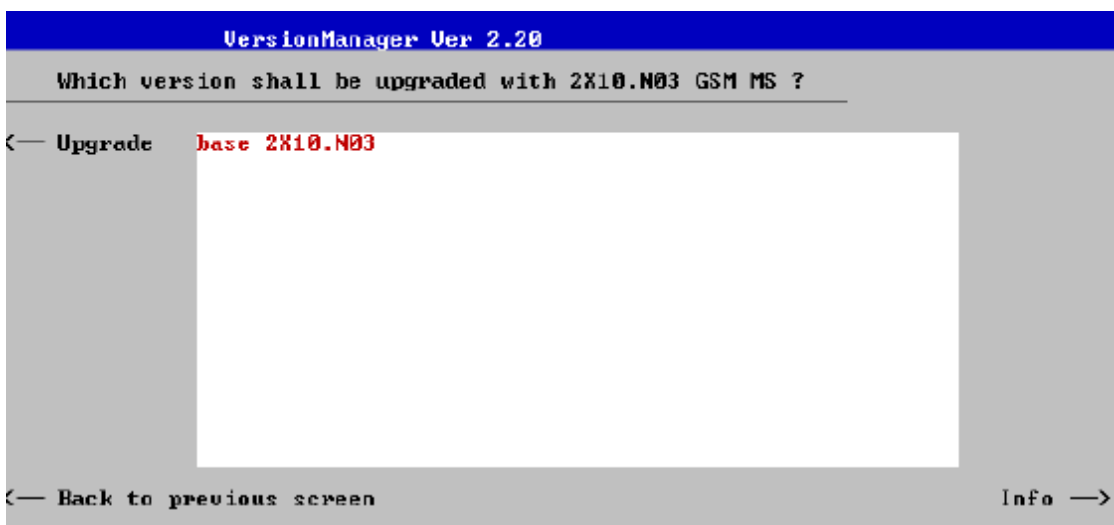 VersionManager Ver 2.20
Which version shall be upgraded with 2X10.N03 GSM MS ?
<— Upgrade base 2X10.N03
<— Back to previous screen Info —>